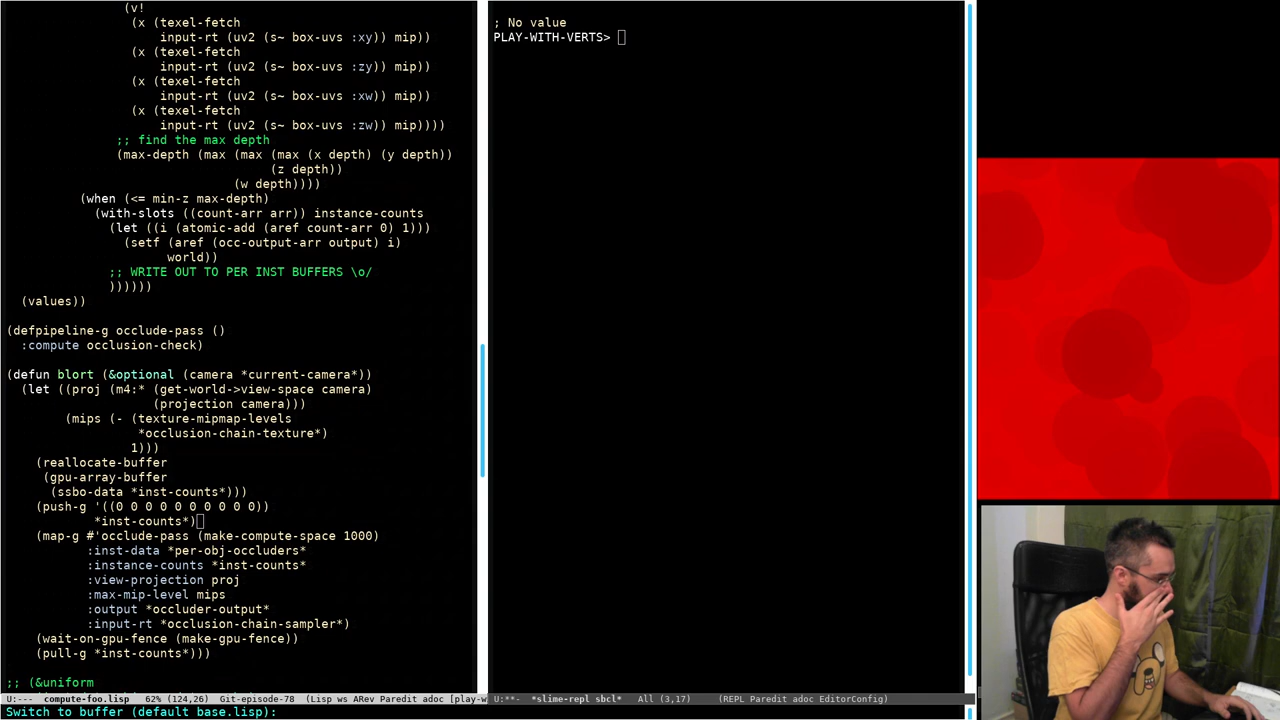 (v!
(x (texel-fetch
input-rt (uv2 (s~ box-uvs :xy)) mip))
(x (texel-fetch
input-rt (uv2 (s~ box-uvs :zy)) mip))
(x (texel-fetch
input-rt (uv2 (s~ box-uvs :xw)) mip))
(x (texel-fetch
input-rt (uv2 (s~ box-uvs :zw)) mip))))
;; find the max depth
(max-depth (max (max (max (x depth) (y depth))
(z depth))
(w depth))))
(when (<= min-z max-depth)
(with-slots ((count-arr arr)) instance-counts
(let ((i (atomic-add (aref count-arr 0) 1)))
(setf (aref (occ-output-arr output) i)
world))
;; WRITE OUT TO PER INST BUFFERS \o/
))))))
(values))
(defpipeline-g occlude-pass ()
:compute occlusion-check)
(defun blort (&optional (camera *current-camera*))
(let ((proj (m4:* (get-world->view-space camera)
(projection camera)))
(mips (- (texture-mipmap-levels
*occlusion-chain-texture*)
1)))
(reallocate-buffer
(gpu-array-buffer
(ssbo-data *inst-counts*)))
(push-g '((0 0 0 0 0 0 0 0 0 0))
*inst-counts*)
(map-g #'occlude-pass (make-compute-space 1000)
:inst-data *per-obj-occluders*
:instance-counts *inst-counts*
:view-projection proj
:max-mip-level mips
:output *occluder-output*
:input-rt *occlusion-chain-sampler*)
(wait-on-gpu-fence (make-gpu-fence))
(pull-g *inst-counts*)))
;; (&uniform
U:--- compute-foo.lisp 62% (124,26) Git-episode-78 (Lisp ws ARev Paredit adoc [play-w
Switch to buffer (default base.lisp):
; No value
PLAY-WITH-VERTS>
U:**- *slime-repl sbcl* All (3,17) (REPL Paredit adoc EditorConfig)